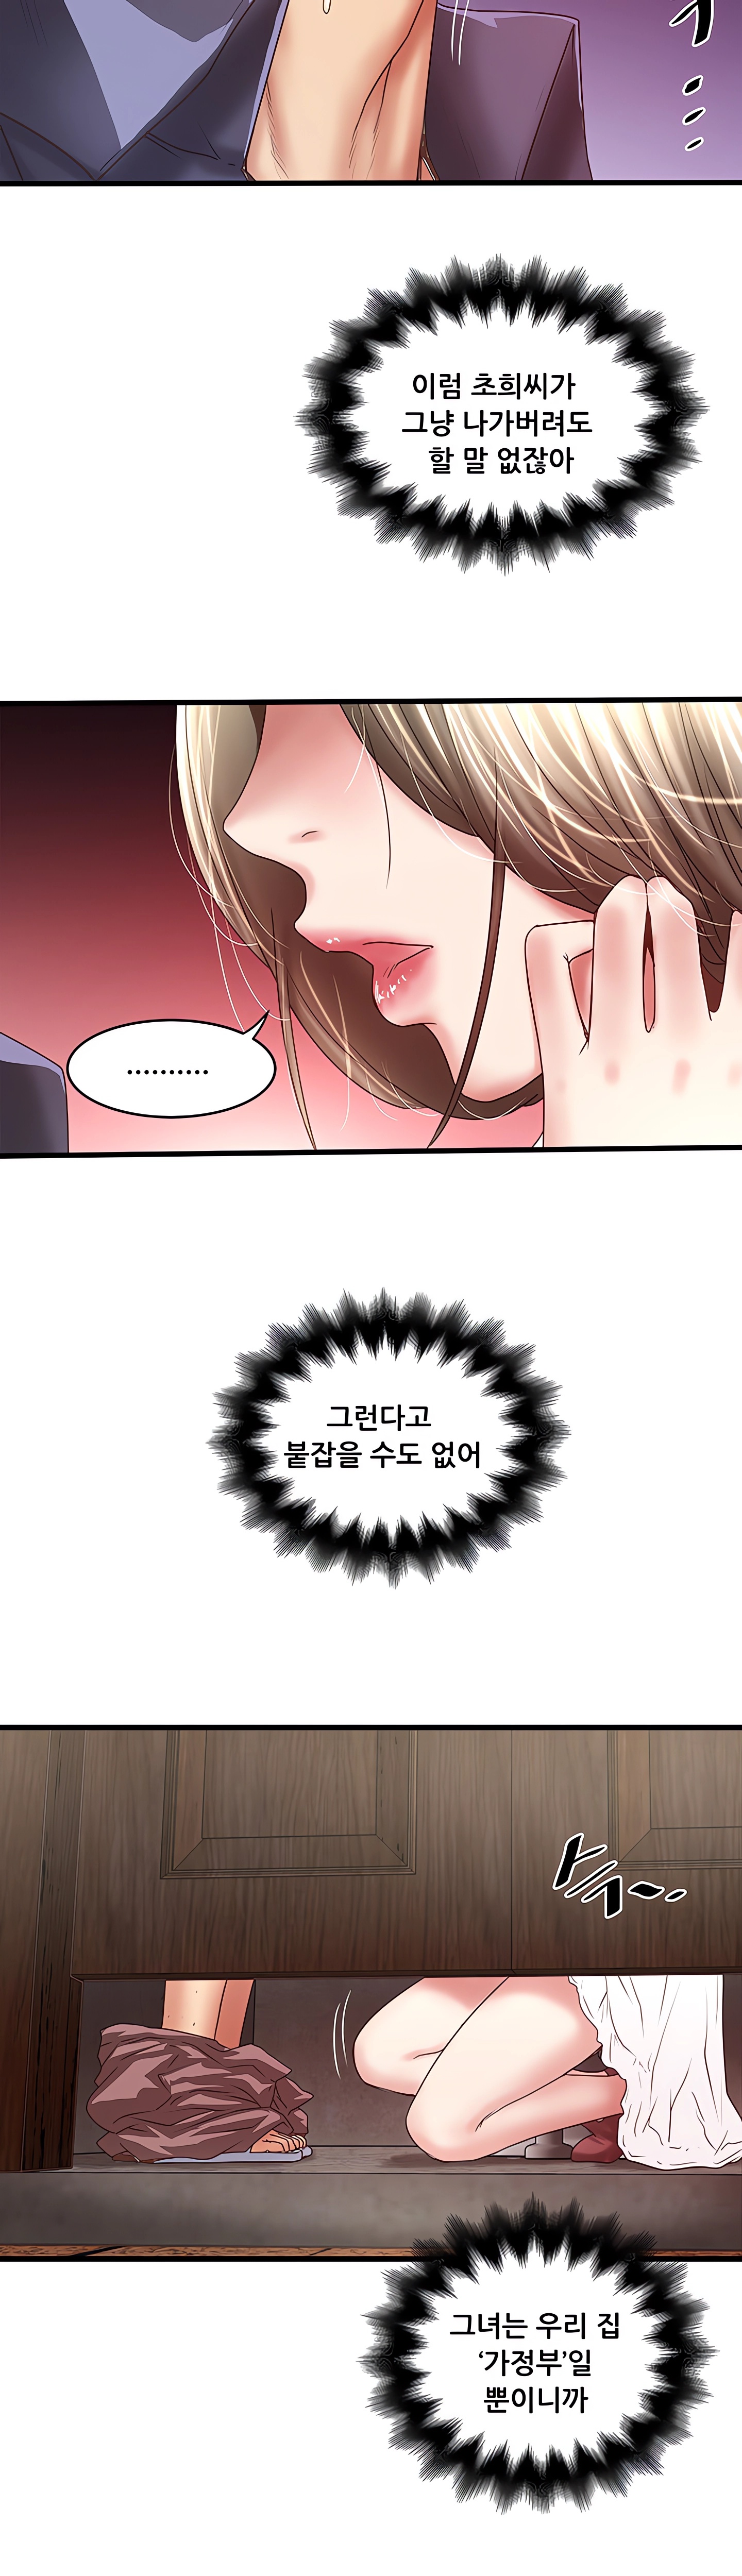 이럼 초희씨가
그냥 나가버려도
할 말 없잖아
··········
그런다고
붙잡을 수도 없어
그녀는 우리 집
‘가정부’일
뿐이니까